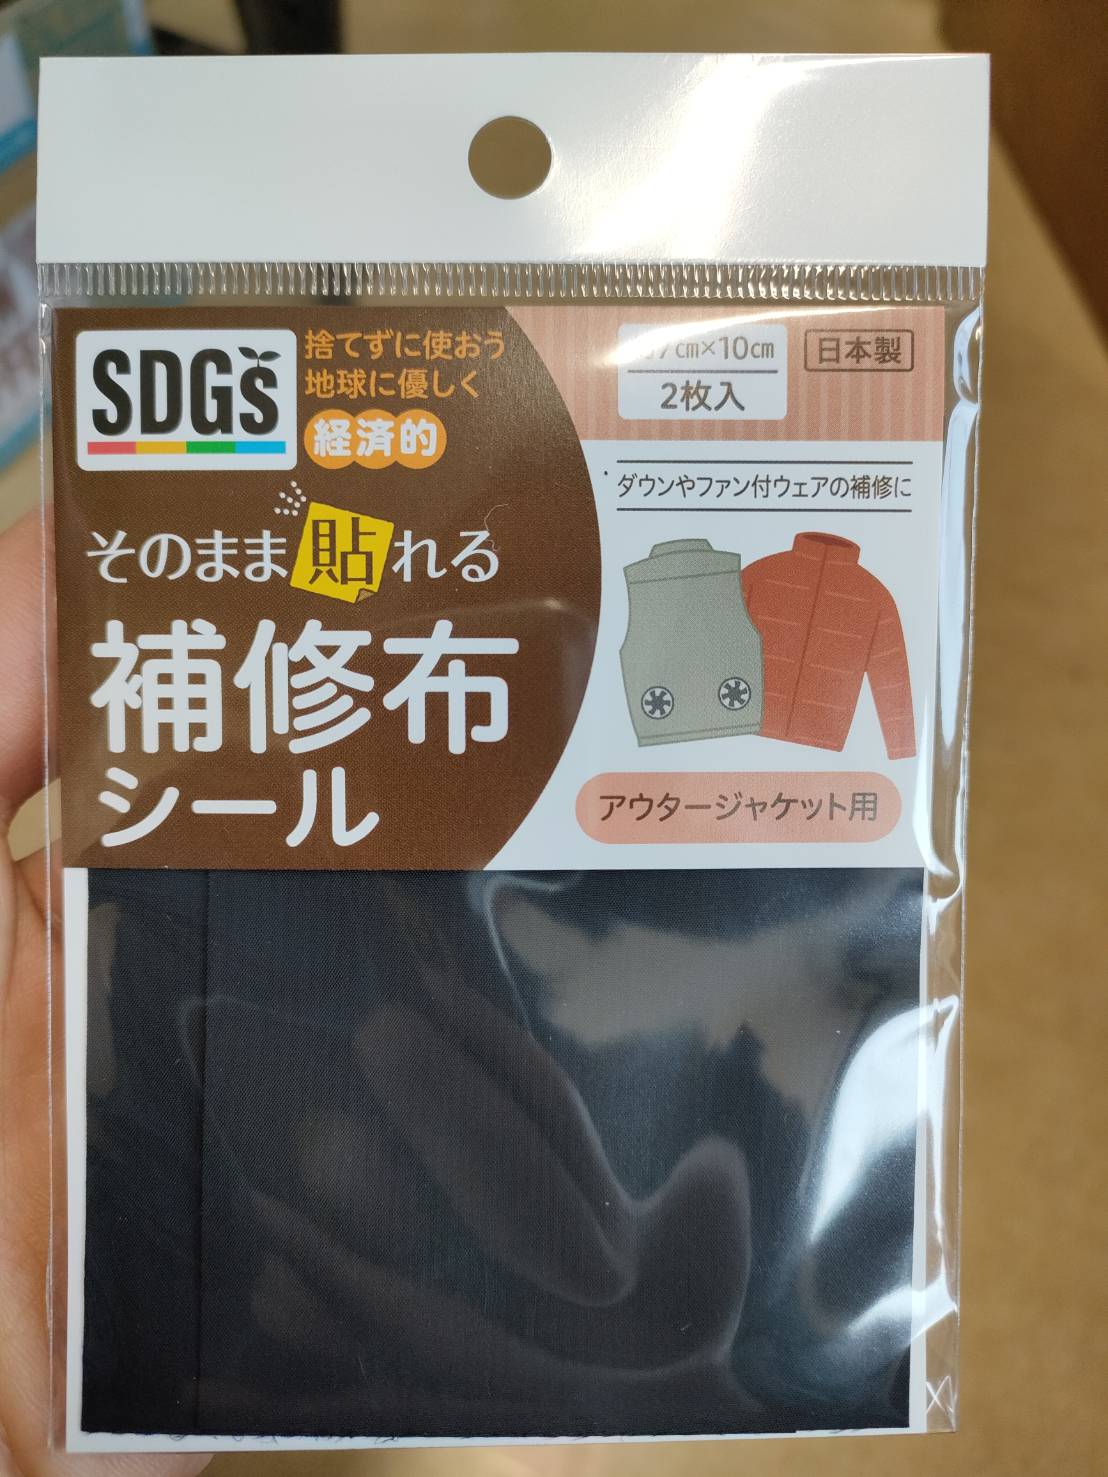 SDGs
捨てずに使おう
地球に優しく
経済的
7cm×10cm
2枚入
日本製
ダウンやファン付ウェアの補修に
そのまま貼れる
補修布
シール
アウタージャケット用